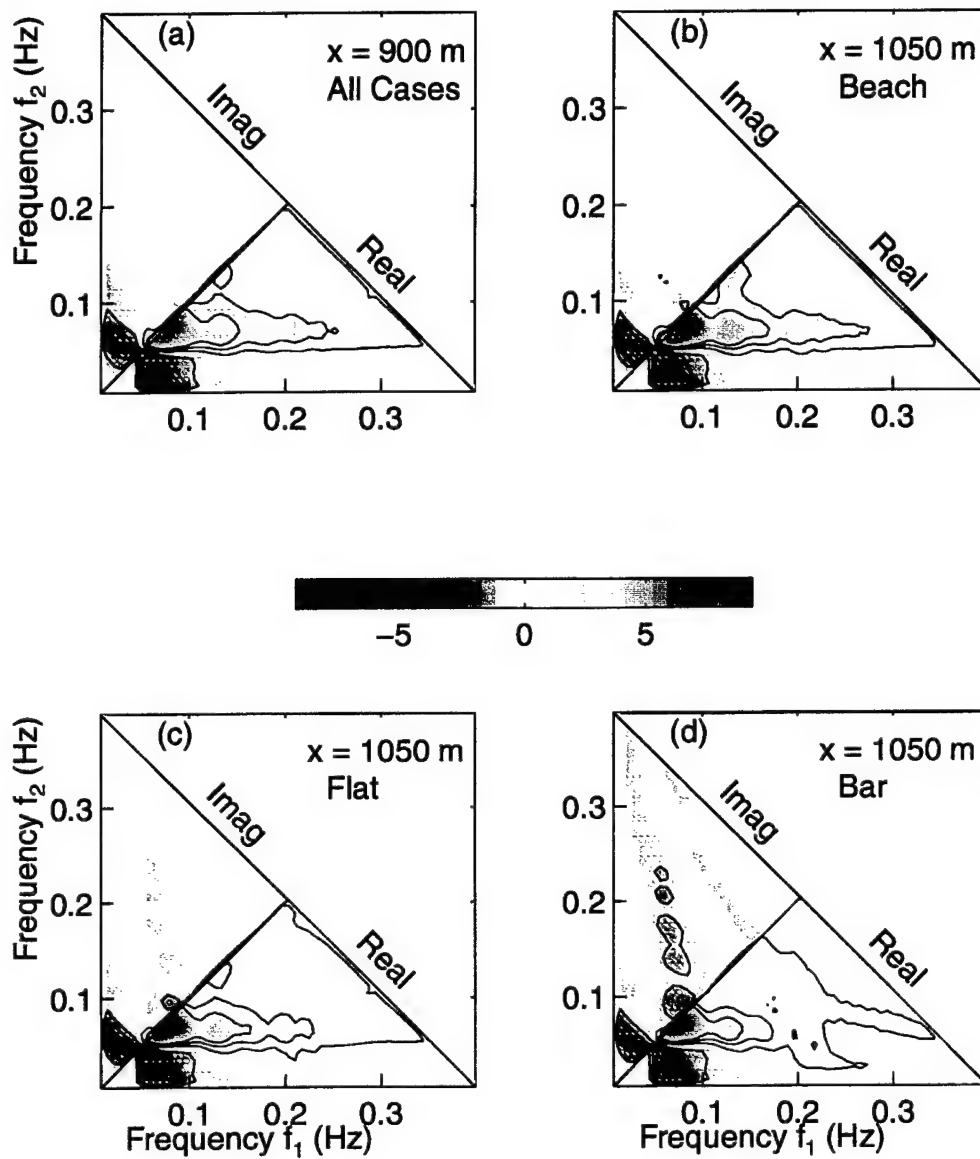 (a)
x = 900 m
All Cases
Imag
Real
Frequency f2 (Hz)
0.3
0.2
0.1
0.1 0.2 0.3
(b)
x = 1050 m
Beach
Imag
Real
0.3
0.2
0.1
0.1 0.2 0.3
−5 0 5
(c)
x = 1050 m
Flat
Imag
Real
Frequency f2 (Hz)
0.3
0.2
0.1
0.1 0.2 0.3
Frequency f1 (Hz)
(d)
x = 1050 m
Bar
Imag
Real
0.3
0.2
0.1
0.1 0.2 0.3
Frequency f1 (Hz)